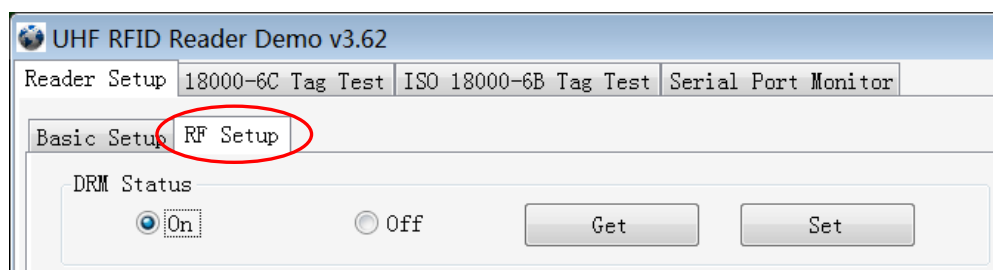 UHF RFID Reader Demo v3.62
Reader Setup 18000-6C Tag Test ISO 18000-6B Tag Test Serial Port Monitor
Basic Setup RF Setup
DRM Status
On Off Get Set